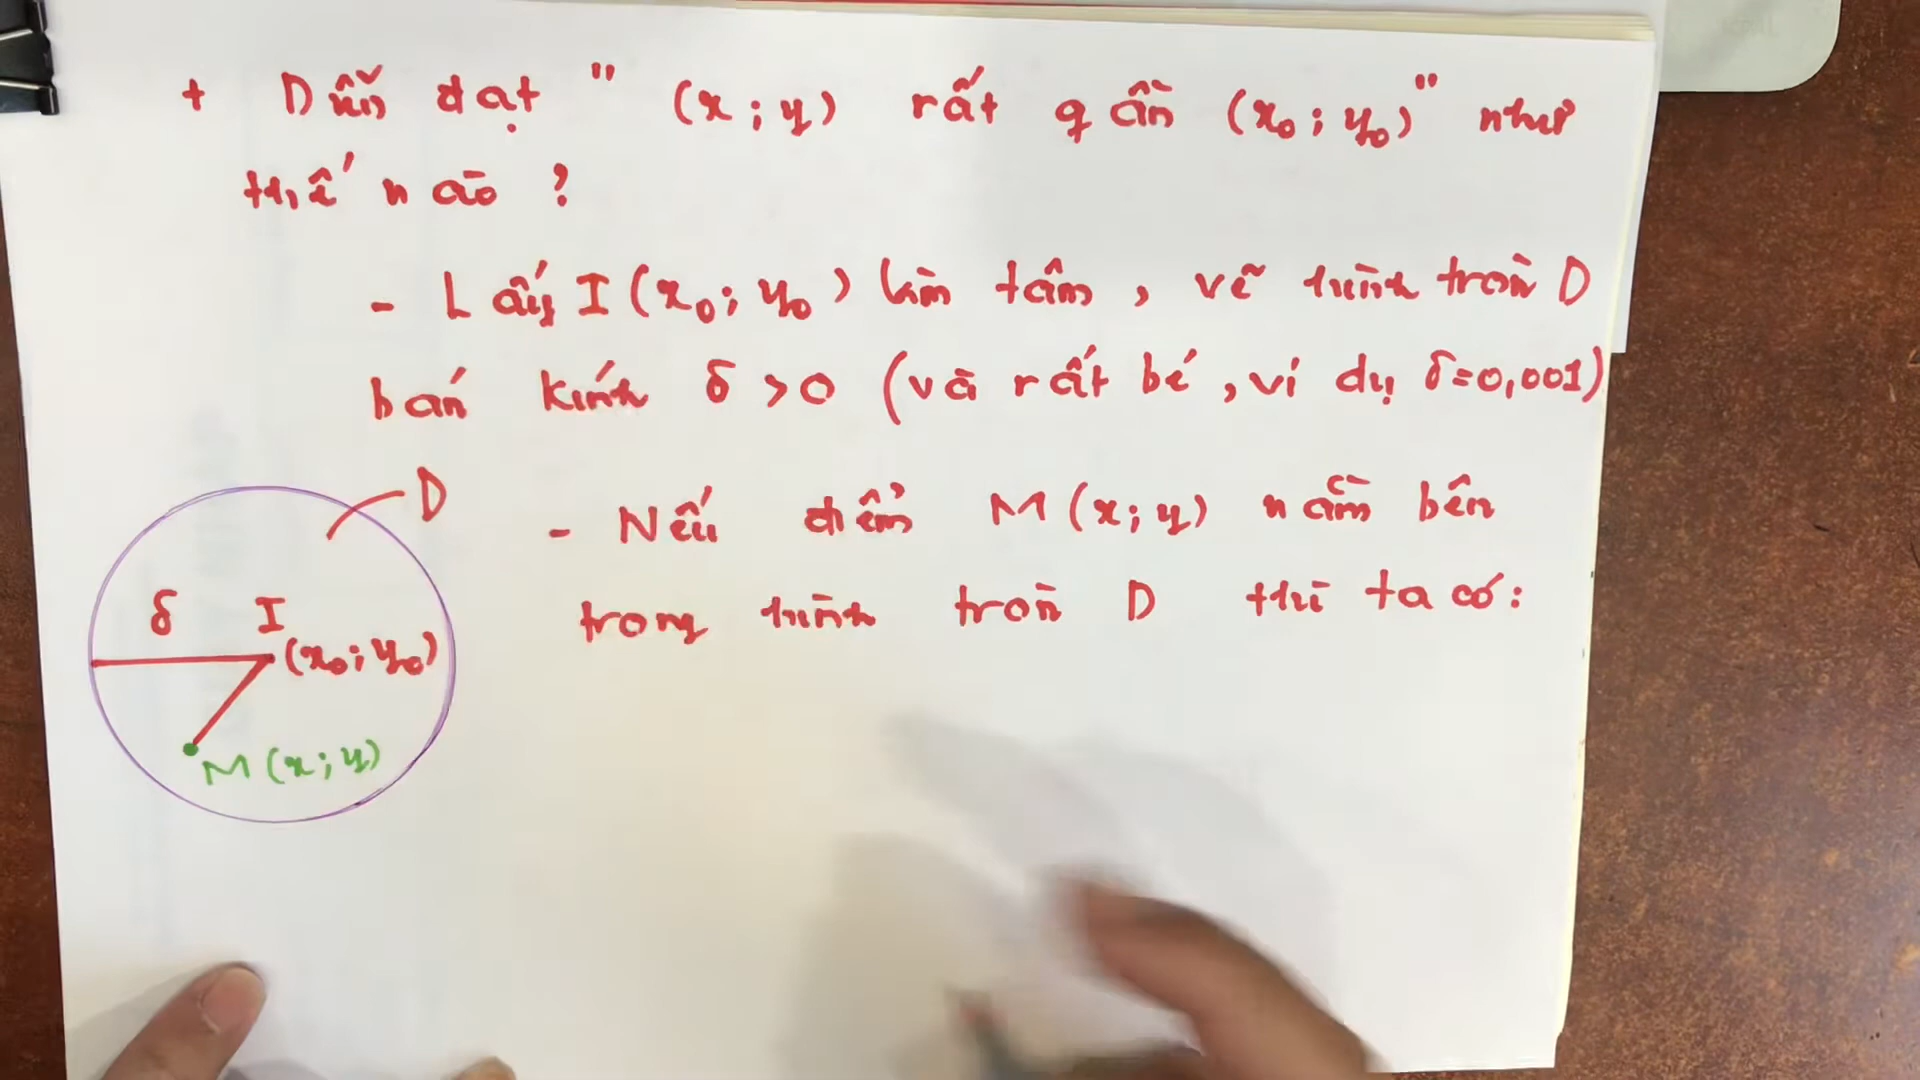 + Diễn đạt " (x ; y) rất gần (x₀ ; y₀)" như
thế nào ?
- Lấy I (x₀ ; y₀) làm tâm , vẽ hình tròn D
bán kính δ > 0 (và rất bé , ví dụ δ = 0,001)
D
- Nếu điểm M (x ; y) nằm bên
trong hình tròn D thì ta có :
δ I
(x₀ ; y₀)
M (x ; y)